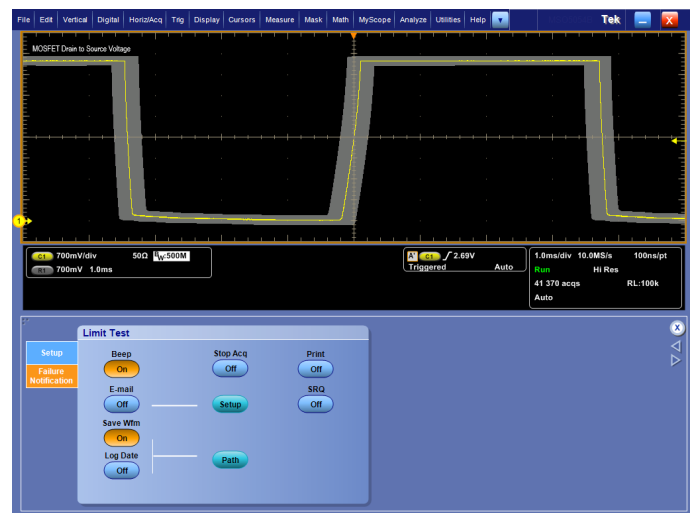 File Edit Vertical Digital Horiz/Acq Trig Display Cursors Measure Mask Math MyScope Analyze Utilities Help Tek X
MOSFET Drain to Source Voltage
1
C1 700mV/div 50Ω BW:500M
R1 700mV 1.0ms
A' C1 2.69V
Triggered Auto
1.0ms/div 10.0MS/s 100ns/pt
Run Hi Res
41 370 acqs RL:100k
Auto
Limit Test
X
Setup
Failure
Notification
Beep Stop Acq Print
On Off Off
E-mail SRQ
Off Setup Off
Save Wfm
On
Log Date
Path
Off